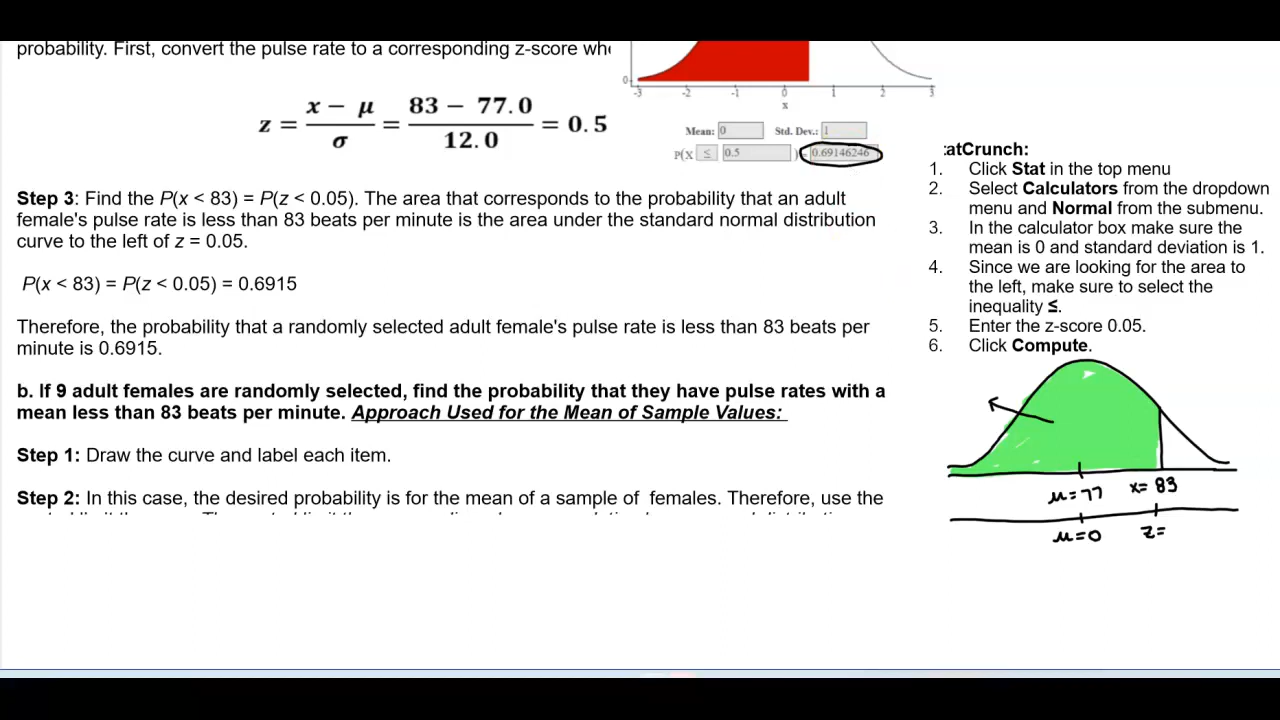 probability. First, convert the pulse rate to a corresponding z-score
z = x − μ / σ = 83 − 77.0 / 12.0 = 0.5
0
-3 -2 -1 0 1 2 3
x
Mean: 0 Std. Dev.: 1
P(X ≤ 0.5 )= 0.69146246
Step 3: Find the P(x < 83) = P(z < 0.05). The area that corresponds to the probability that an adult
female's pulse rate is less than 83 beats per minute is the area under the standard normal distribution
curve to the left of z = 0.05.
P(x < 83) = P(z < 0.05) = 0.6915
Therefore, the probability that a randomly selected adult female's pulse rate is less than 83 beats per
minute is 0.6915.
b. If 9 adult females are randomly selected, find the probability that they have pulse rates with a
mean less than 83 beats per minute. Approach Used for the Mean of Sample Values:
Step 1: Draw the curve and label each item.
Step 2: In this case, the desired probability is for the mean of a sample of females. Therefore, use the
tatCrunch:
1. Click Stat in the top menu
2. Select Calculators from the dropdown
menu and Normal from the submenu.
3. In the calculator box make sure the
mean is 0 and standard deviation is 1.
4. Since we are looking for the area to
the left, make sure to select the
inequality ≤.
5. Enter the z-score 0.05.
6. Click Compute.
μ=77 x=83
μ=0 z=